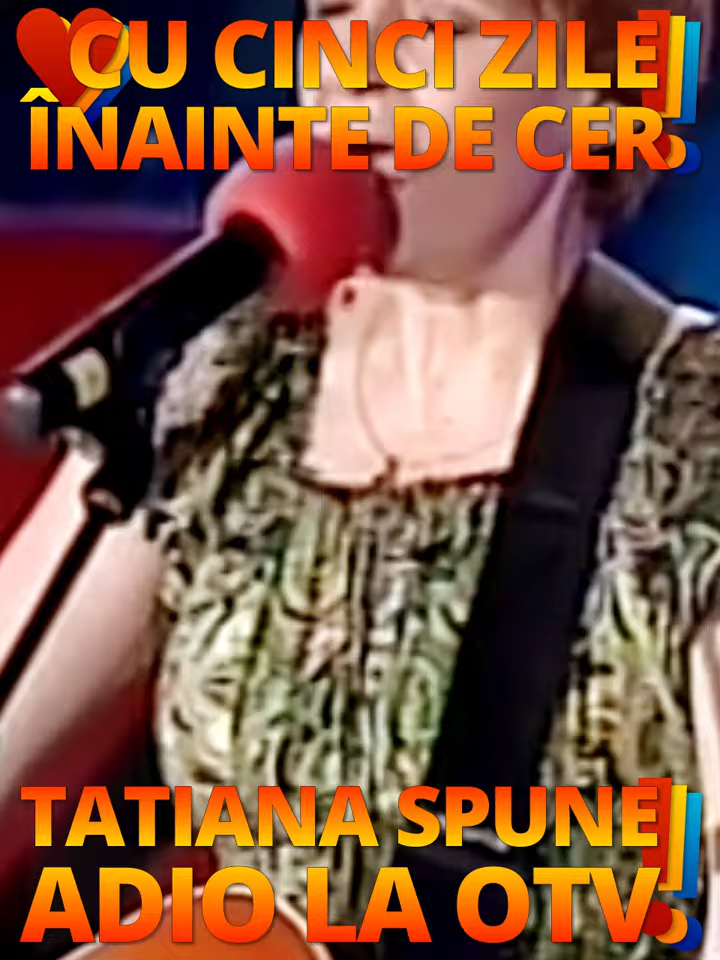 CU CINCI ZILE
ÎNAINTE DE CER
TATIANA SPUNE
ADIO LA OTV